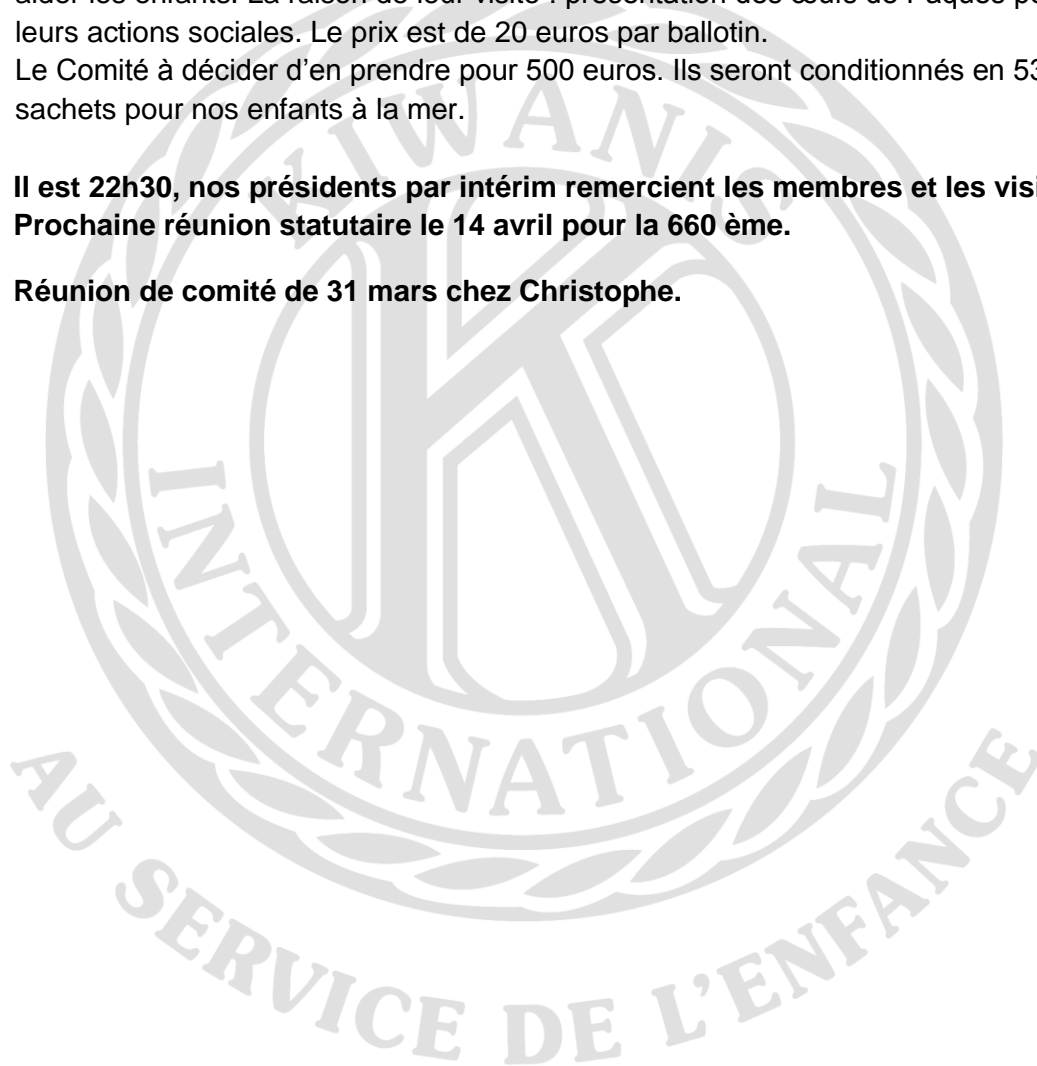 aider les enfants. La raison de leur visite : présentation des œufs de Pâques
leurs actions sociales. Le prix est de 20 euros par ballotin.
Le Comité à décider d'en prendre pour 500 euros. Ils seront conditionnés en 53
sachets pour nos enfants à la mer.
Il est 22h30, nos présidents par intérim remercient les membres et les
Prochaine réunion statutaire le 14 avril pour la 660 ème.
Réunion de comité de 31 mars chez Christophe.
KIWANIS
K
INTERNATIONAL
AU SERVICE DE L'ENFANCE